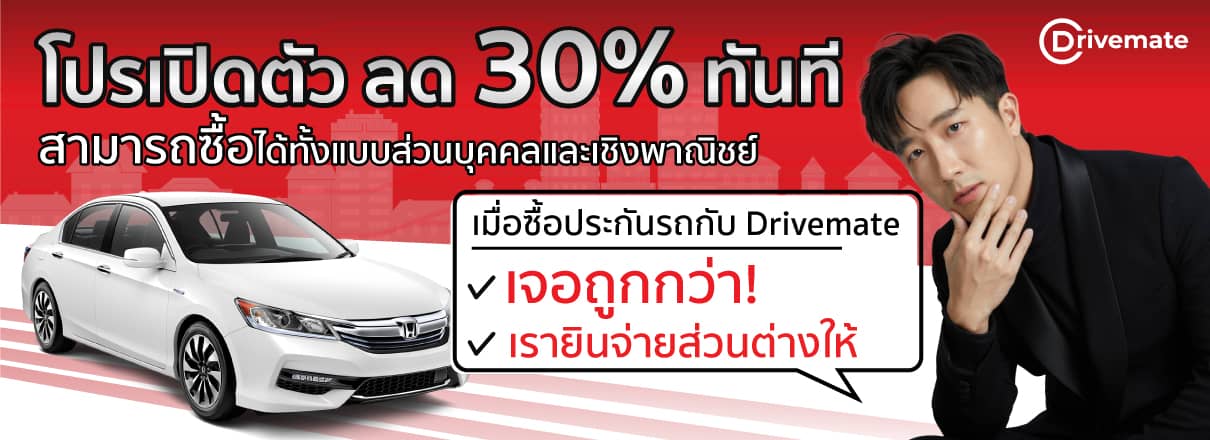 Drivemate
โปรเปิดตัว ลด 30% ทันที
สามารถซื้อได้ทั้งแบบส่วนบุคคลและเชิงพาณิชย์
เมื่อซื้อประกันรถกับ Drivemate
✓ เจอถูกกว่า!
✓ เรายินจ่ายส่วนต่างให้